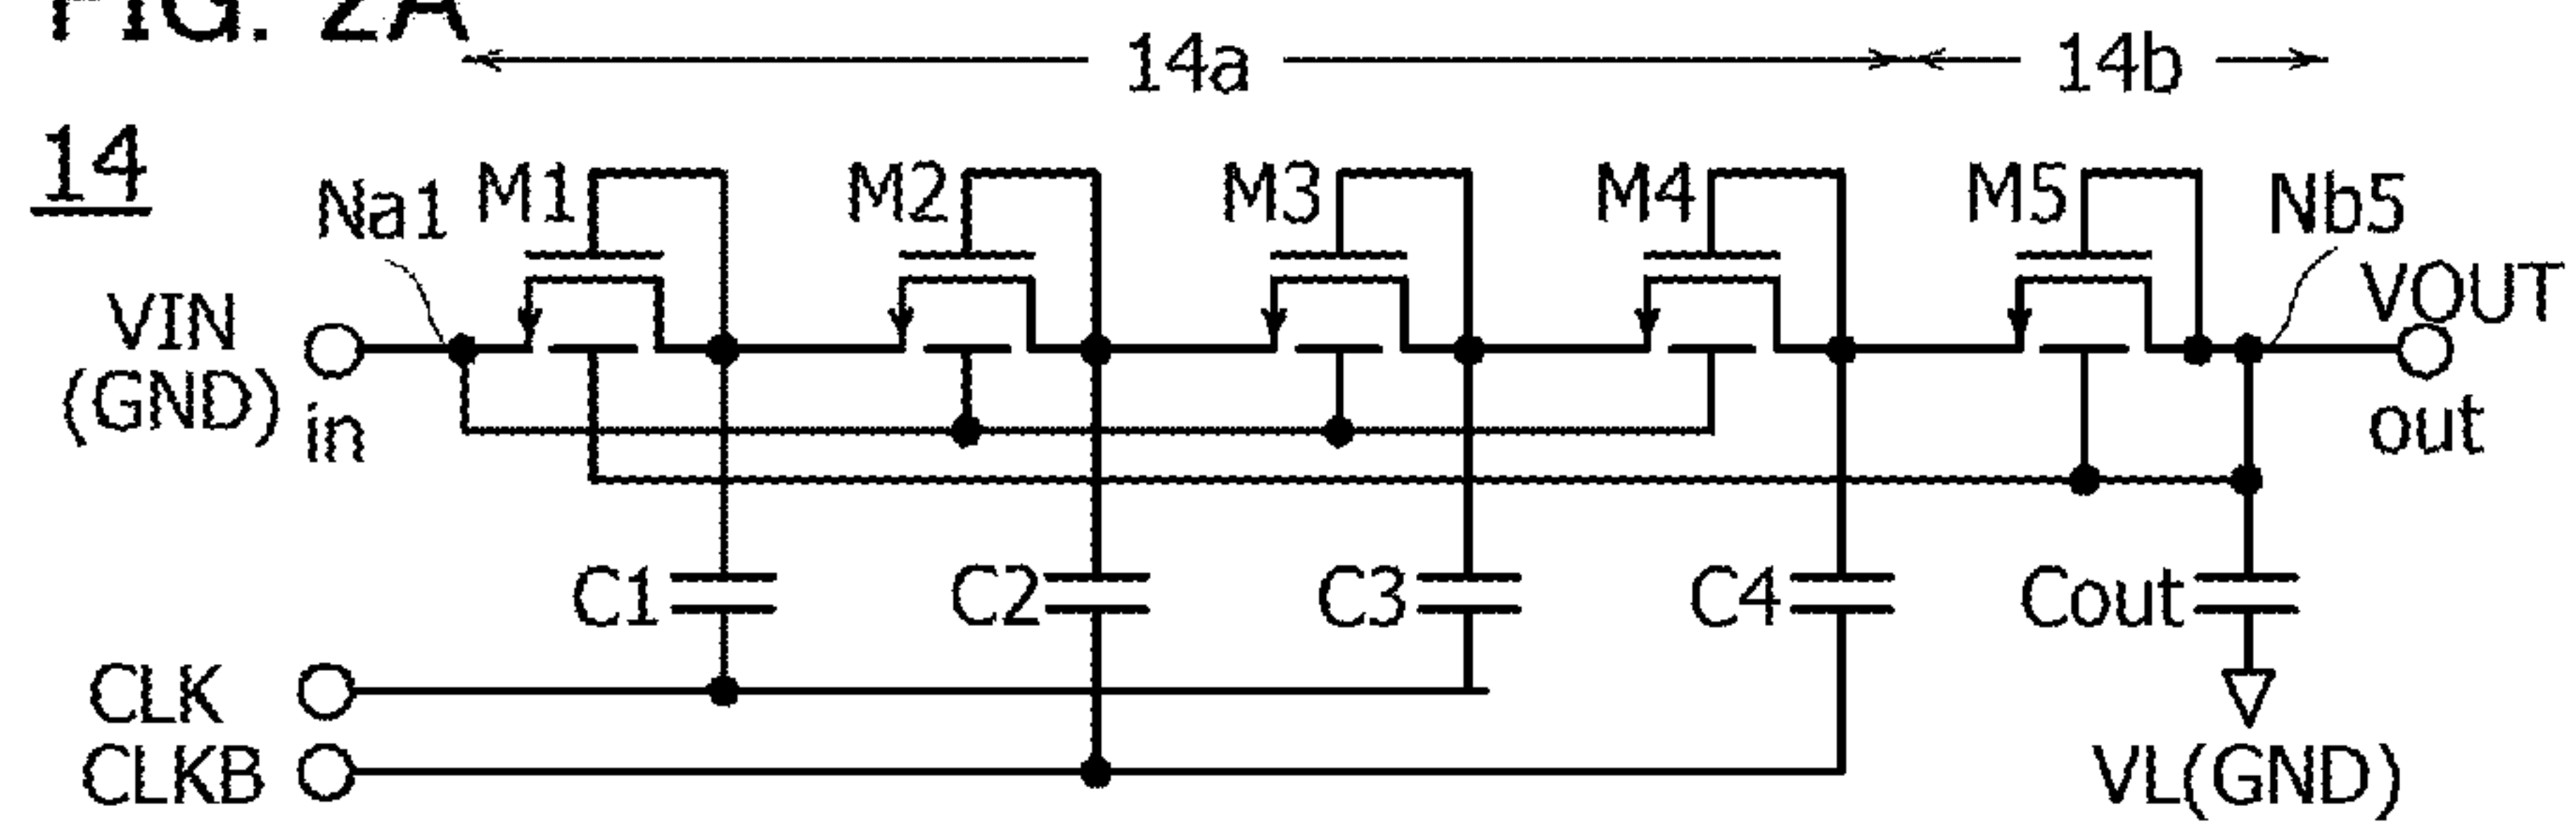 FIG. 2A
14a
14b
14
Na1
M1
M2
M3
M4
M5
Nb5
VIN
(GND)
in
VOUT
out
C1
C2
C3
C4
Cout
CLK
CLKB
VL(GND)